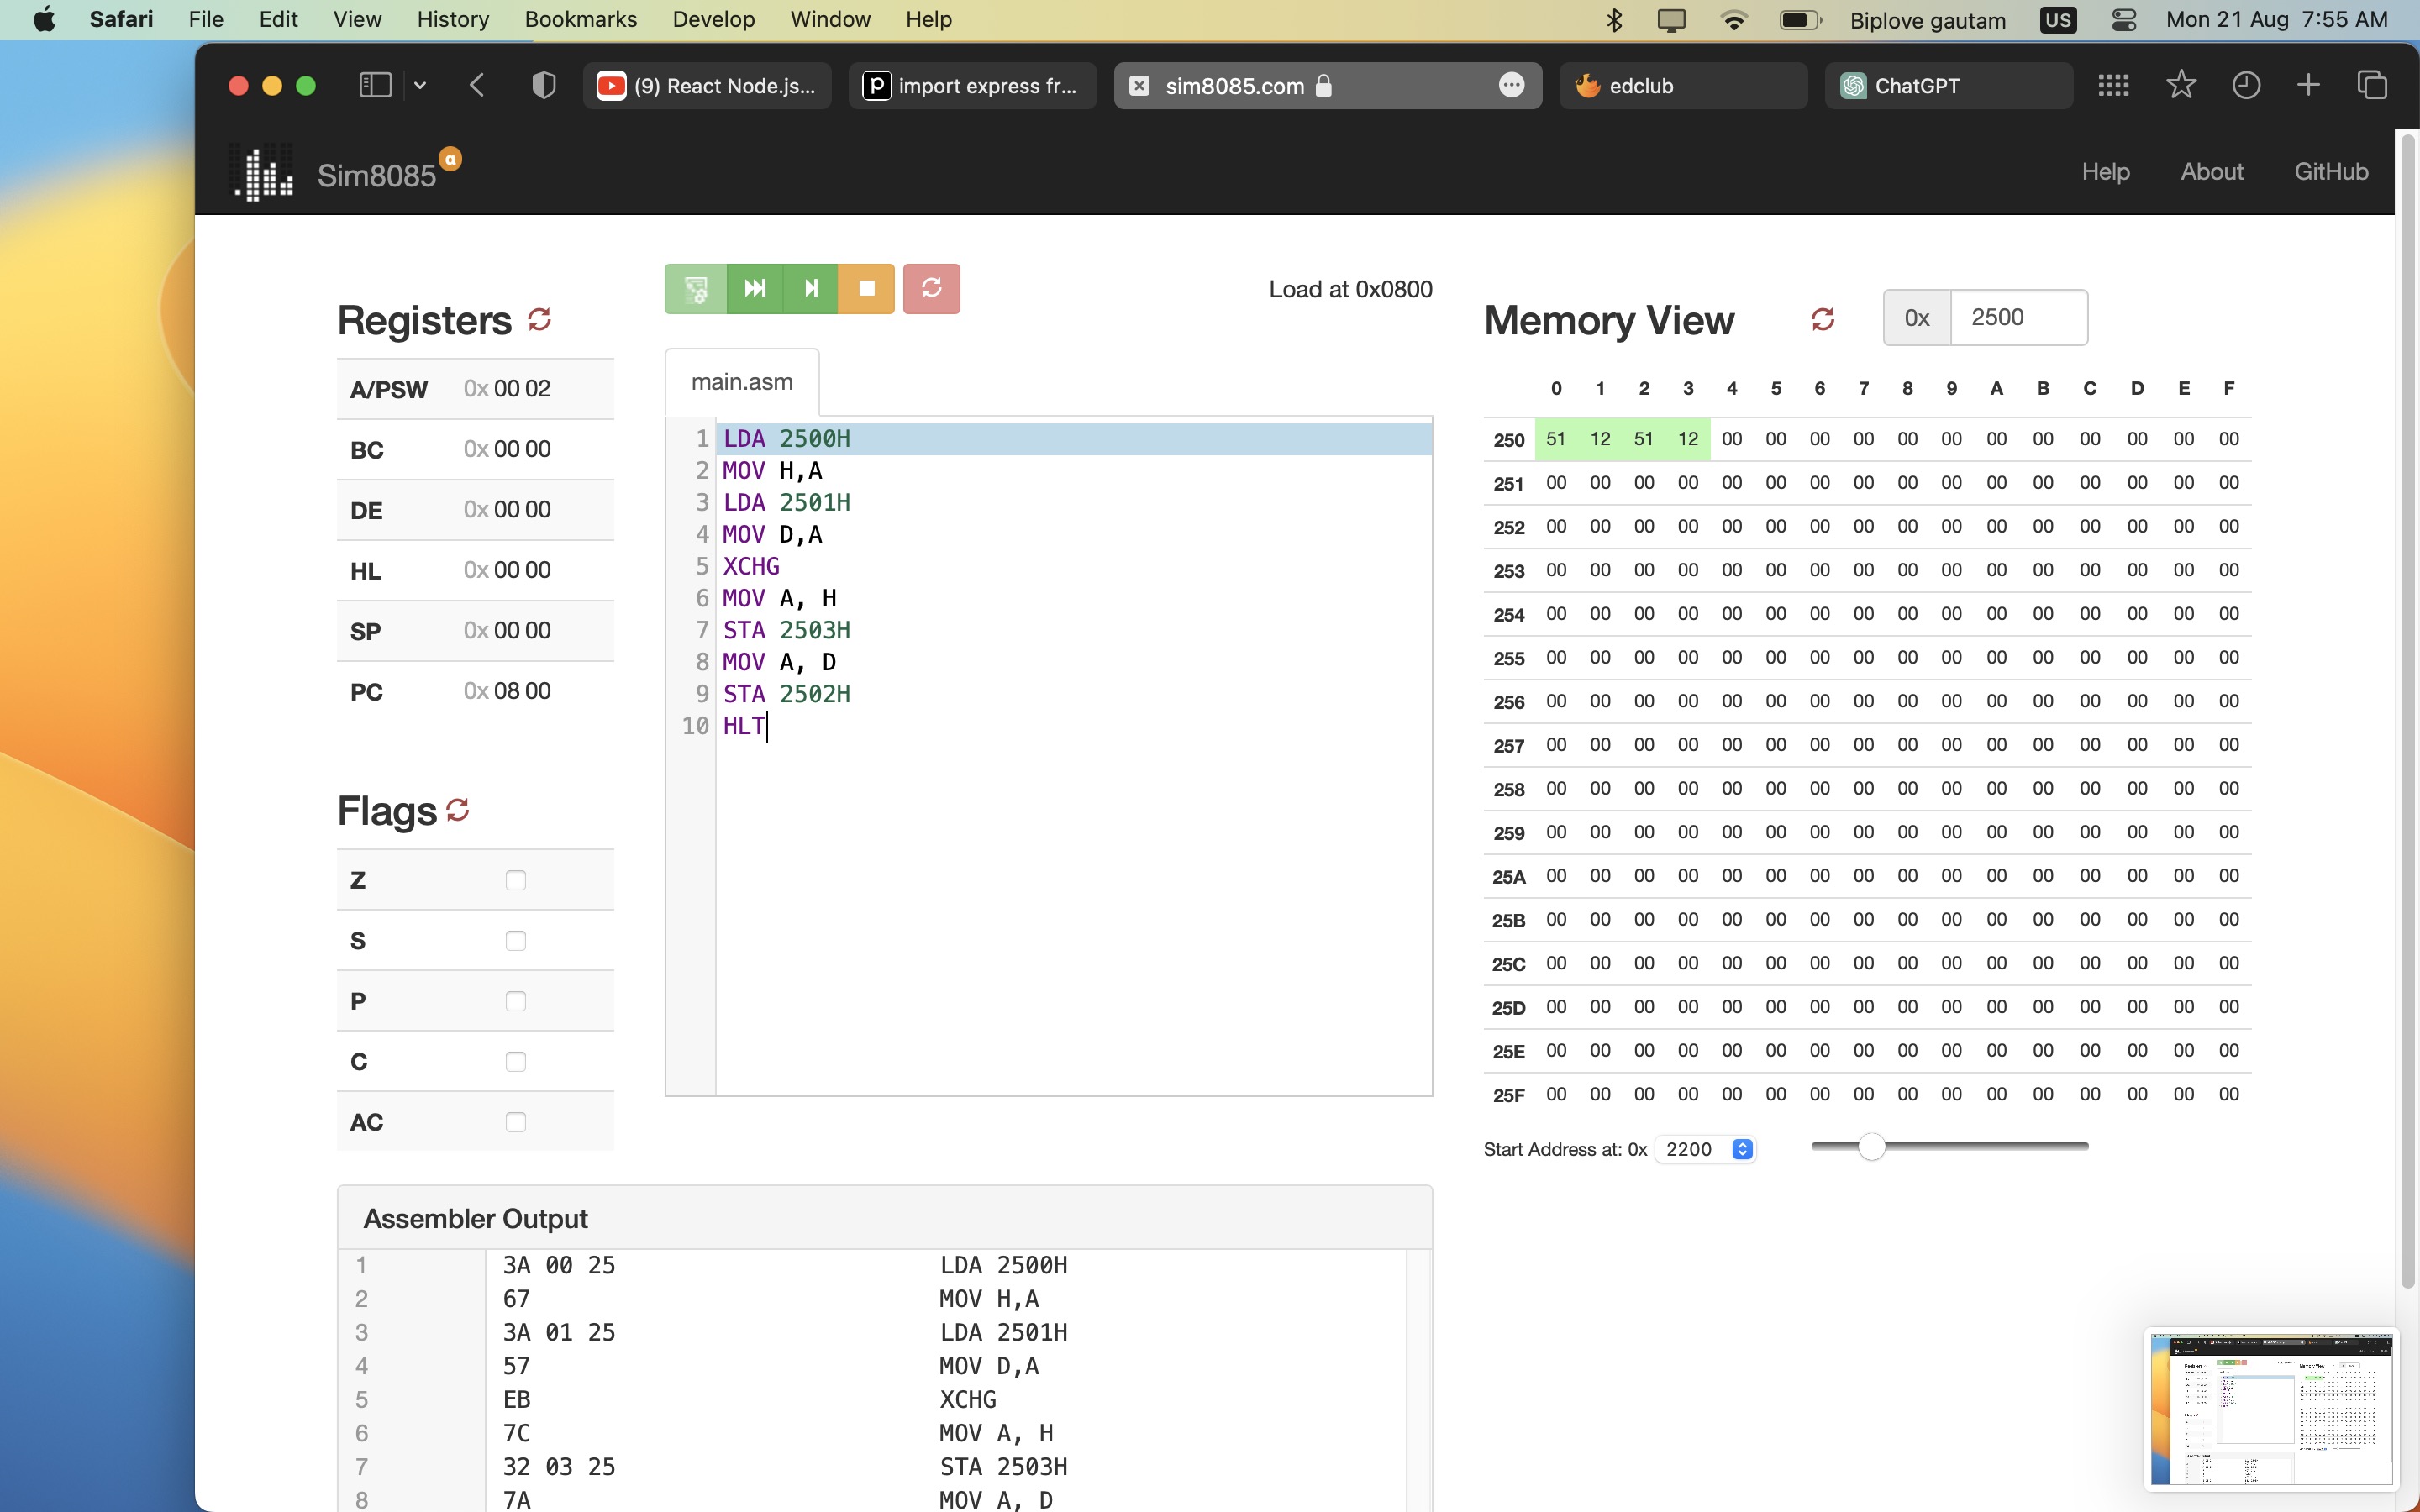 Safari File Edit View History Bookmarks Develop Window Help Biplove gautam US Mon 21 Aug 7:55 AM
(9) React Node.js... import express fr... sim8085.com edclub ChatGPT
Sim8085 α Help About GitHub
Load at 0x0800
Registers
A/PSW 0x 00 02
BC 0x 00 00
DE 0x 00 00
HL 0x 00 00
SP 0x 00 00
PC 0x 08 00
Flags
Z
S
P
C
AC
main.asm
1 LDA 2500H
2 MOV H,A
3 LDA 2501H
4 MOV D,A
5 XCHG
6 MOV A, H
7 STA 2503H
8 MOV A, D
9 STA 2502H
10 HLT
Memory View 0x 2500
0 1 2 3 4 5 6 7 8 9 A B C D E F
250 51 12 51 12 00 00 00 00 00 00 00 00 00 00 00 00
251 00 00 00 00 00 00 00 00 00 00 00 00 00 00 00 00
252 00 00 00 00 00 00 00 00 00 00 00 00 00 00 00 00
253 00 00 00 00 00 00 00 00 00 00 00 00 00 00 00 00
254 00 00 00 00 00 00 00 00 00 00 00 00 00 00 00 00
255 00 00 00 00 00 00 00 00 00 00 00 00 00 00 00 00
256 00 00 00 00 00 00 00 00 00 00 00 00 00 00 00 00
257 00 00 00 00 00 00 00 00 00 00 00 00 00 00 00 00
258 00 00 00 00 00 00 00 00 00 00 00 00 00 00 00 00
259 00 00 00 00 00 00 00 00 00 00 00 00 00 00 00 00
25A 00 00 00 00 00 00 00 00 00 00 00 00 00 00 00 00
25B 00 00 00 00 00 00 00 00 00 00 00 00 00 00 00 00
25C 00 00 00 00 00 00 00 00 00 00 00 00 00 00 00 00
25D 00 00 00 00 00 00 00 00 00 00 00 00 00 00 00 00
25E 00 00 00 00 00 00 00 00 00 00 00 00 00 00 00 00
25F 00 00 00 00 00 00 00 00 00 00 00 00 00 00 00 00
Start Address at: 0x 2200
Assembler Output
1 3A 00 25 LDA 2500H
2 67 MOV H,A
3 3A 01 25 LDA 2501H
4 57 MOV D,A
5 EB XCHG
6 7C MOV A, H
7 32 03 25 STA 2503H
8 7A MOV A, D